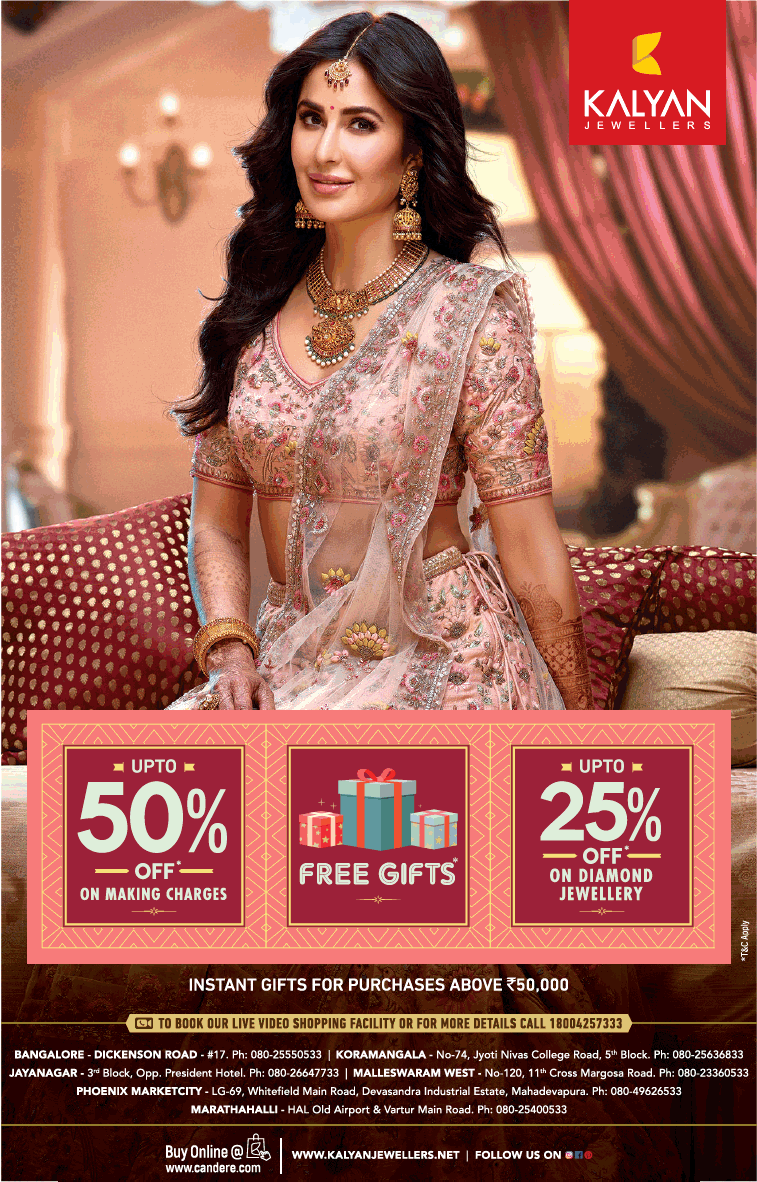 KALYAN
JEWELLERS
UPTO
50%
OFF*
ON MAKING CHARGES
FREE GIFTS*
UPTO
25%
OFF*
ON DIAMOND
JEWELLERY
*T&C Apply
INSTANT GIFTS FOR PURCHASES ABOVE ₹50,000
TO BOOK OUR LIVE VIDEO SHOPPING FACILITY OR FOR MORE DETAILS CALL 18004257333
BANGALORE - DICKENSON ROAD - #17. Ph: 080-25550533 | KORAMANGALA - No-74, Jyoti Nivas College Road, 5th Block. Ph: 080-25636833
JAYANAGAR - 3rd Block, Opp. President Hotel. Ph: 080-26647733 | MALLESWARAM WEST - No-120, 11th Cross Margosa Road. Ph: 080-23360533
PHOENIX MARKETCITY - LG-69, Whitefield Main Road, Devasandra Industrial Estate, Mahadevapura. Ph: 080-49626533
MARATHAHALLI - HAL Old Airport & Vartur Main Road. Ph: 080-25400533
Buy Online @
www.candere.com
WWW.KALYANJEWELLERS.NET | FOLLOW US ON